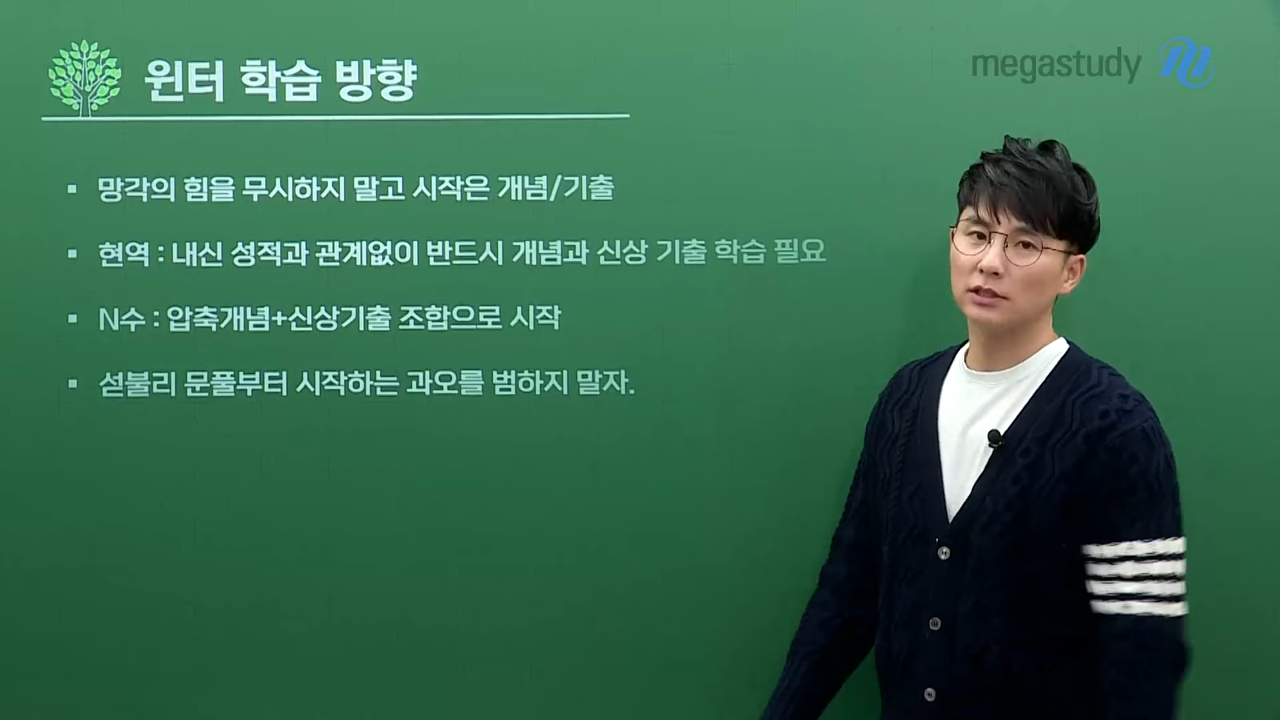 윈터 학습 방향
megastudy
망각의 힘을 무시하지 말고 시작은 개념/기출
현역 : 내신 성적과 관계없이 반드시 개념과 신상 기출 학습 필요
N수 : 압축개념+신상기출 조합으로 시작
섣불리 문풀부터 시작하는 과오를 범하지 말자.